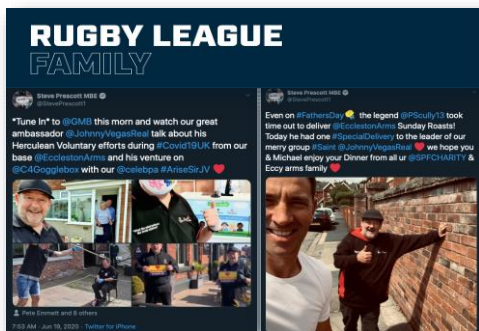 RUGBY LEAGUE
FAMILY
Steve Prescott MBE
@StevePrescott1
*Tune In* to @GMB this morn and watch our great
ambassador @JohnnyVegasReal talk about his
Herculean Voluntary efforts during #Covid19UK from our
base @EcclestonArms and his venture on
@C4Gogglebox with our @celebpa #AriseSirJV ❤️
Pete Emmett and 8 others
7:53 AM · Jun 19, 2020 · Twitter for iPhone
Steve Prescott MBE
@StevePrescott1
Even on #FathersDay the legend @PScully13 took
time out to deliver @EcclestonArms Sunday Roasts!
Today he had one #SpecialDelivery to the leader of our
merry group #Saint @JohnnyVegasReal ❤️ we hope you
& Michael enjoy your Dinner from all ur @SPFCHARITY &
Eccy arms family ❤️